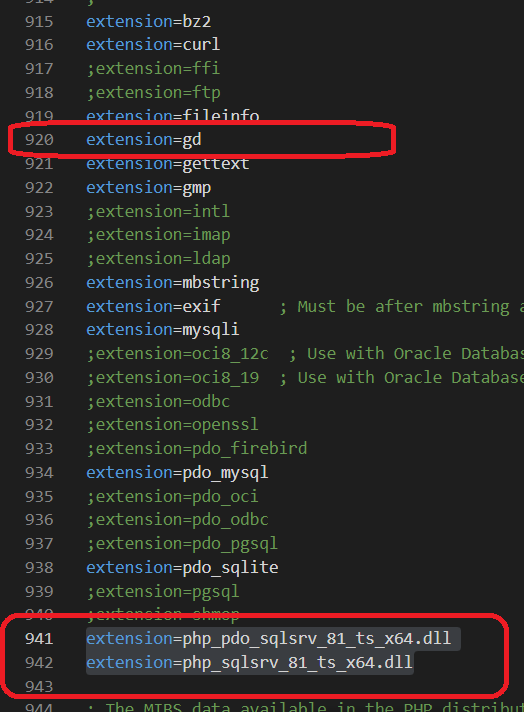 914 ;
915 extension=bz2
916 extension=curl
917 ;extension=ffi
918 ;extension=ftp
919 extension=fileinfo
920 extension=gd
921 extension=gettext
922 extension=gmp
923 ;extension=intl
924 ;extension=imap
925 ;extension=ldap
926 extension=mbstring
927 extension=exif      ; Must be after mbstring a
928 extension=mysqli
929 ;extension=oci8_12c  ; Use with Oracle Databas
930 ;extension=oci8_19  ; Use with Oracle Database
931 ;extension=odbc
932 ;extension=openssl
933 ;extension=pdo_firebird
934 extension=pdo_mysql
935 ;extension=pdo_oci
936 ;extension=pdo_odbc
937 ;extension=pdo_pgsql
938 extension=pdo_sqlite
939 ;extension=pgsql
940 ;extension=shmop
941 extension=php_pdo_sqlsrv_81_ts_x64.dll
942 extension=php_sqlsrv_81_ts_x64.dll
943
944 ; The MIBS data available in the PHP distribut